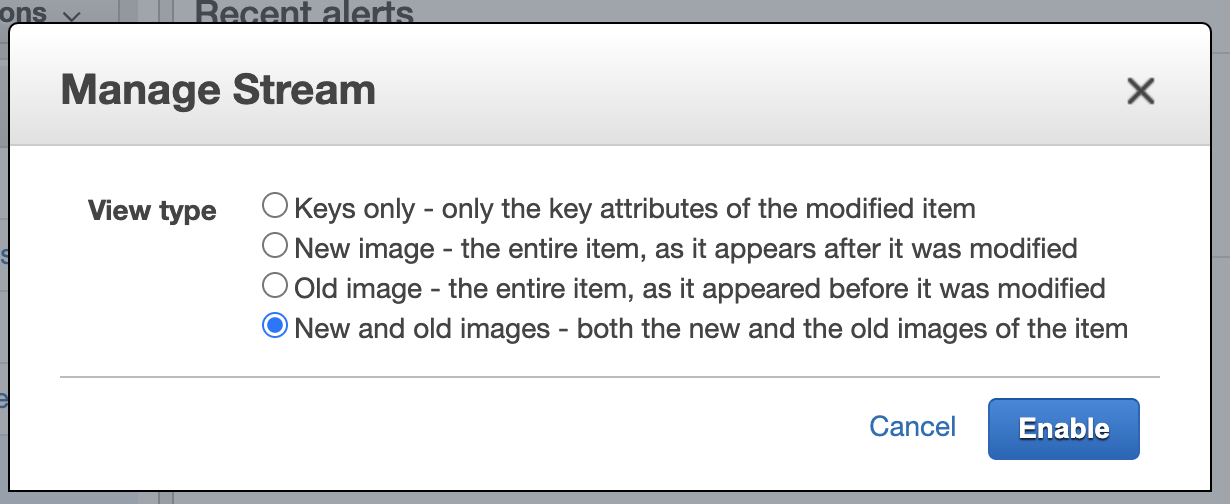 ons
Recent alerts
Manage Stream
View type
Keys only - only the key attributes of the modified item
New image - the entire item, as it appears after it was modified
Old image - the entire item, as it appeared before it was modified
New and old images - both the new and the old images of the item
Cancel
Enable